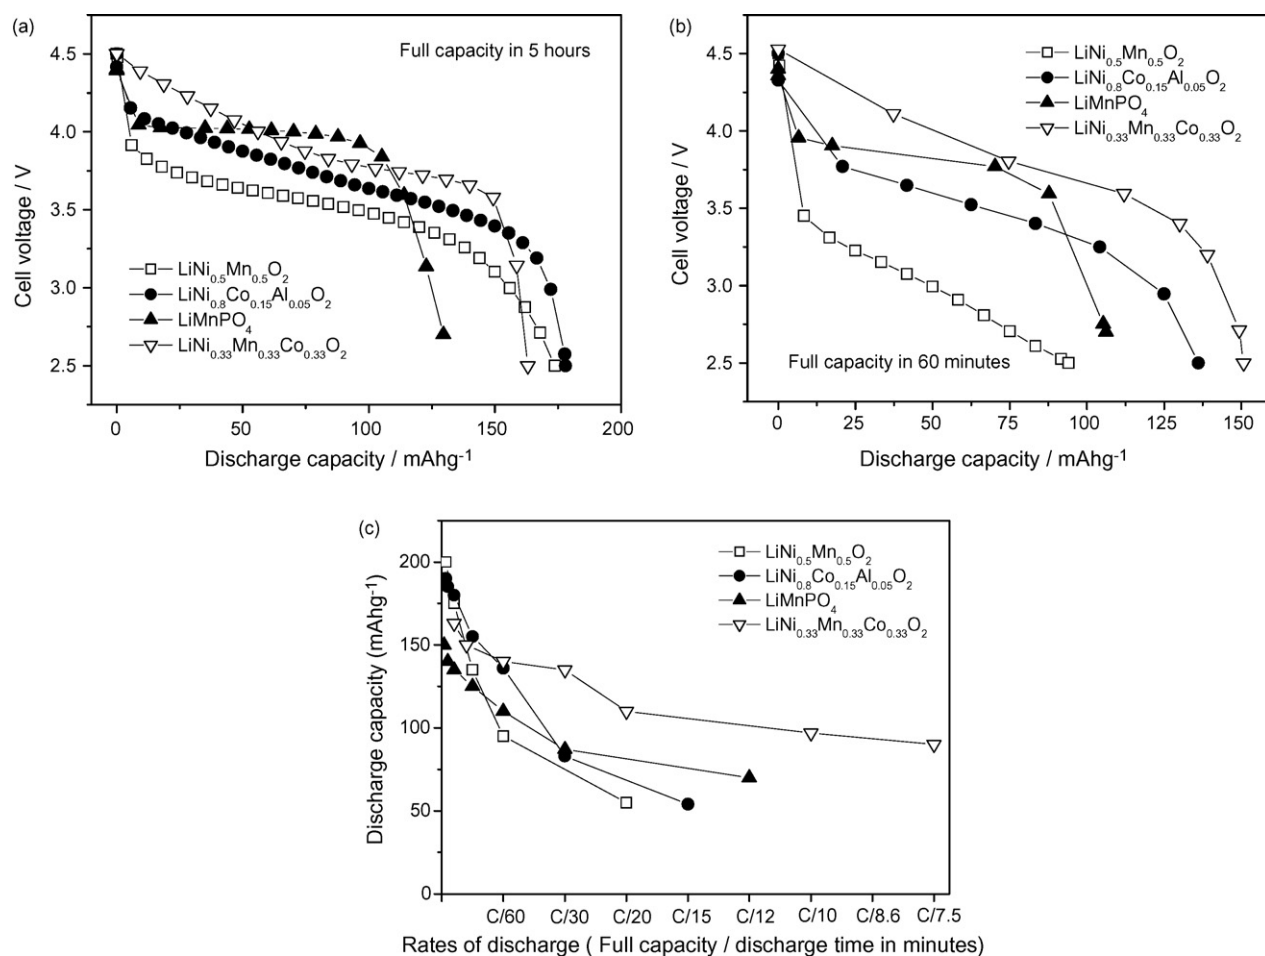 (a)
Full capacity in 5 hours
4.5
4.0
3.5
3.0
2.5
Cell voltage / V
LiNi0.5Mn0.5O2
LiNi0.8Co0.15Al0.05O2
LiMnPO4
LiNi0.33Mn0.33Co0.33O2
0 50 100 150 200
Discharge capacity / mAhg-1
(b)
4.5
4.0
3.5
3.0
2.5
Cell voltage / V
LiNi0.5Mn0.5O2
LiNi0.8Co0.15Al0.05O2
LiMnPO4
LiNi0.33Mn0.33Co0.33O2
Full capacity in 60 minutes
0 25 50 75 100 125 150
Discharge capacity / mAhg-1
(c)
200
150
100
50
0
Discharge capacity (mAhg-1)
LiNi0.5Mn0.5O2
LiNi0.8Co0.15Al0.05O2
LiMnPO4
LiNi0.33Mn0.33Co0.33O2
C/60 C/30 C/20 C/15 C/12 C/10 C/8.6 C/7.5
Rates of discharge ( Full capacity / discharge time in minutes)